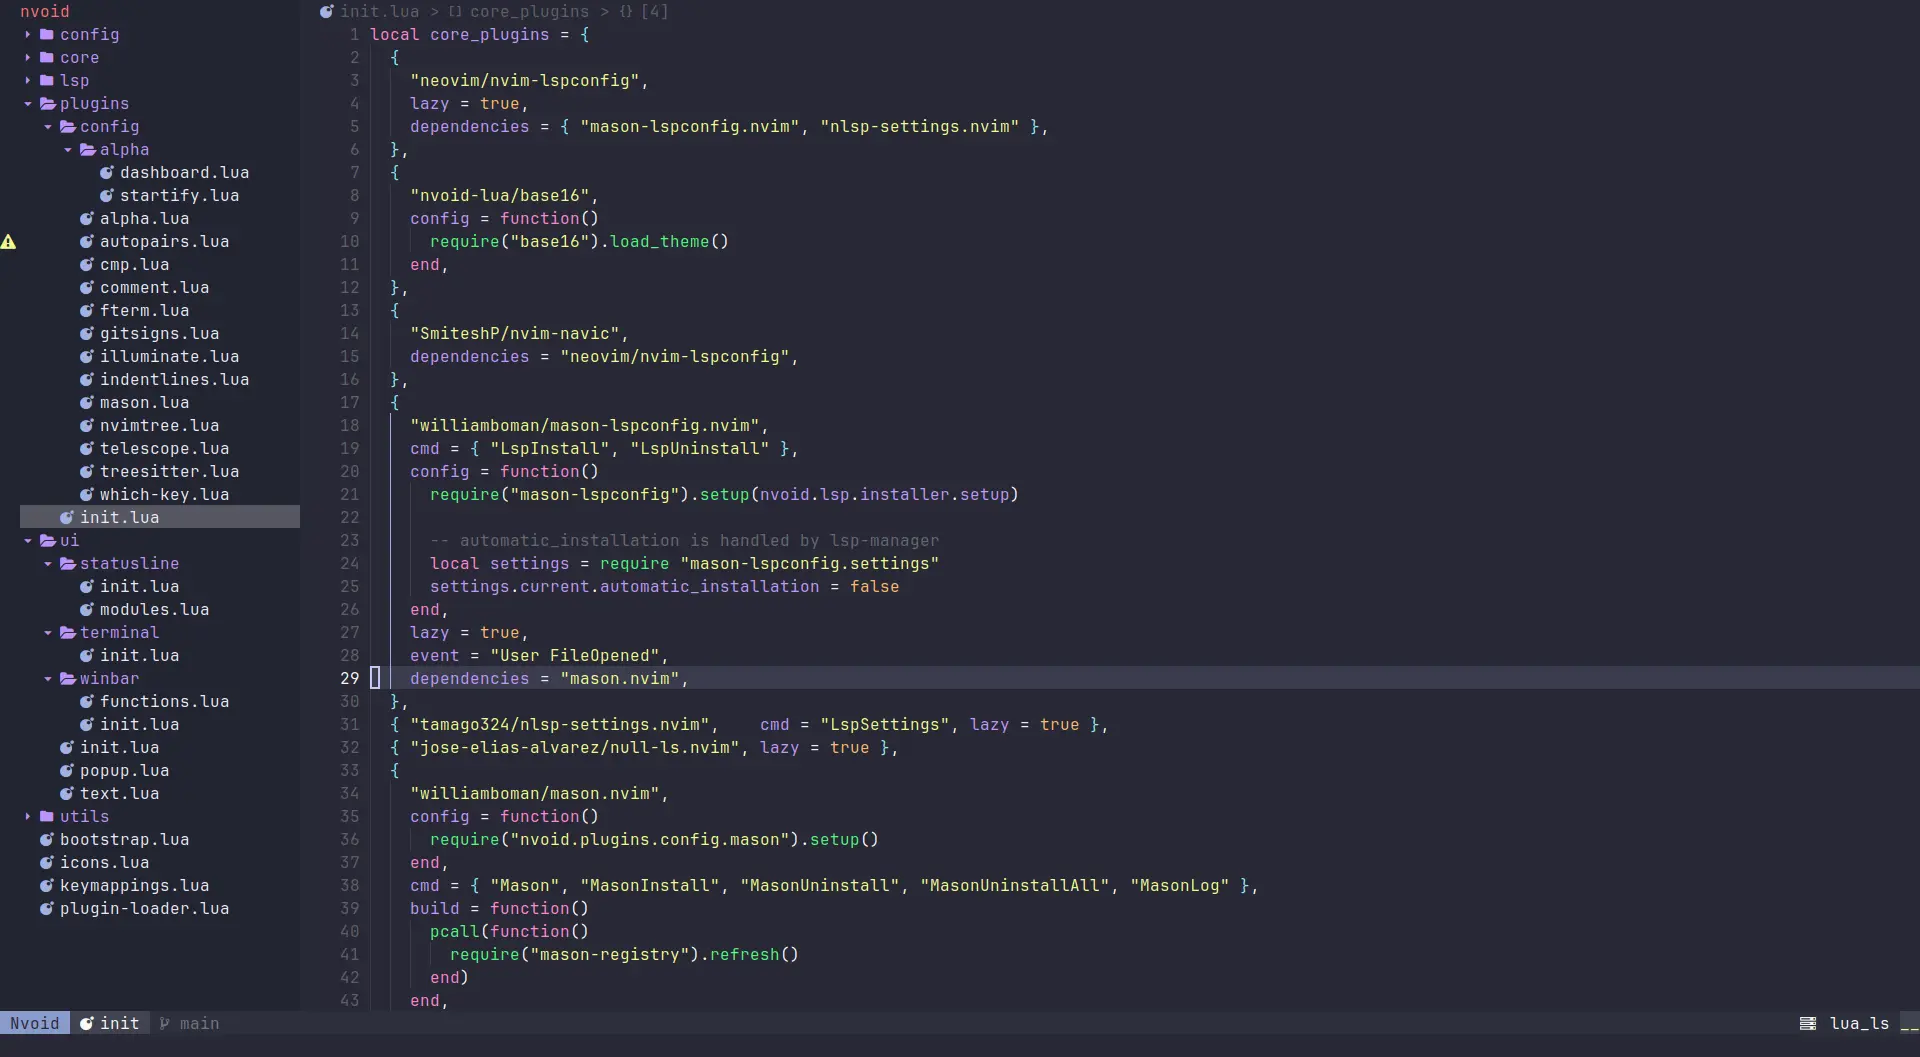 nvoid
config
core
lsp
plugins
config
alpha
dashboard.lua
startify.lua
alpha.lua
autopairs.lua
cmp.lua
comment.lua
fterm.lua
gitsigns.lua
illuminate.lua
indentlines.lua
mason.lua
nvimtree.lua
telescope.lua
treesitter.lua
which-key.lua
init.lua
ui
statusline
init.lua
modules.lua
terminal
init.lua
winbar
functions.lua
init.lua
init.lua
popup.lua
text.lua
utils
bootstrap.lua
icons.lua
keymappings.lua
plugin-loader.lua
init.lua > [] core_plugins > {} [4]
1 local core_plugins = {
2   {
3     "neovim/nvim-lspconfig",
4     lazy = true,
5     dependencies = { "mason-lspconfig.nvim", "nlsp-settings.nvim" },
6   },
7   {
8     "nvoid-lua/base16",
9     config = function()
10       require("base16").load_theme()
11     end,
12   },
13   {
14     "SmiteshP/nvim-navic",
15     dependencies = "neovim/nvim-lspconfig",
16   },
17   {
18     "williamboman/mason-lspconfig.nvim",
19     cmd = { "LspInstall", "LspUninstall" },
20     config = function()
21       require("mason-lspconfig").setup(nvoid.lsp.installer.setup)
22
23       -- automatic_installation is handled by lsp-manager
24       local settings = require "mason-lspconfig.settings"
25       settings.current.automatic_installation = false
26     end,
27     lazy = true,
28     event = "User FileOpened",
29     dependencies = "mason.nvim",
30   },
31   { "tamago324/nlsp-settings.nvim",    cmd = "LspSettings", lazy = true },
32   { "jose-elias-alvarez/null-ls.nvim", lazy = true },
33   {
34     "williamboman/mason.nvim",
35     config = function()
36       require("nvoid.plugins.config.mason").setup()
37     end,
38     cmd = { "Mason", "MasonInstall", "MasonUninstall", "MasonUninstallAll", "MasonLog" },
39     build = function()
40       pcall(function()
41         require("mason-registry").refresh()
42       end)
43     end,
Nvoid init main lua_ls __